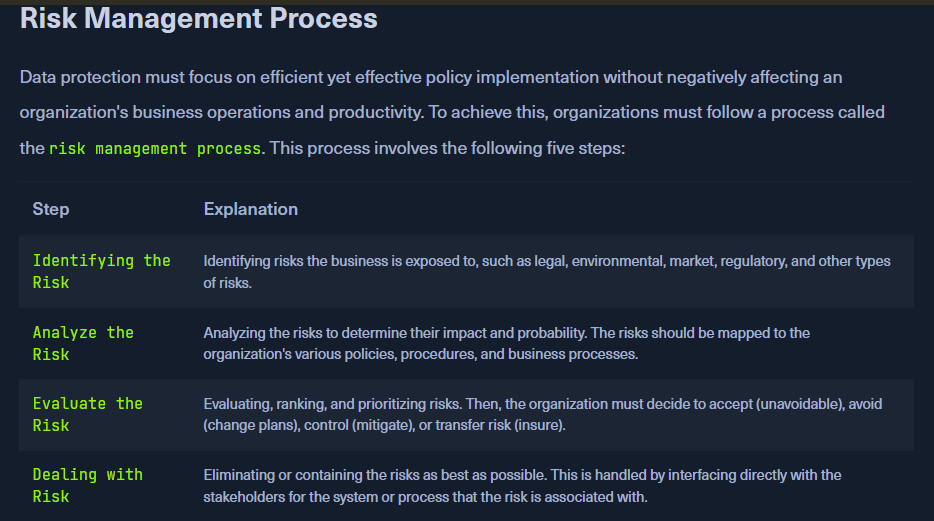 Risk Management Process
Data protection must focus on efficient yet effective policy implementation without negatively affecting an
organization's business operations and productivity. To achieve this, organizations must follow a process called
the risk management process. This process involves the following five steps:
Step Explanation
Identifying the Risk
Identifying risks the business is exposed to, such as legal, environmental, market, regulatory, and other types
of risks.
Analyze the Risk
Analyzing the risks to determine their impact and probability. The risks should be mapped to the
organization's various policies, procedures, and business processes.
Evaluate the Risk
Evaluating, ranking, and prioritizing risks. Then, the organization must decide to accept (unavoidable), avoid
(change plans), control (mitigate), or transfer risk (insure).
Dealing with Risk
Eliminating or containing the risks as best as possible. This is handled by interfacing directly with the
stakeholders for the system or process that the risk is associated with.